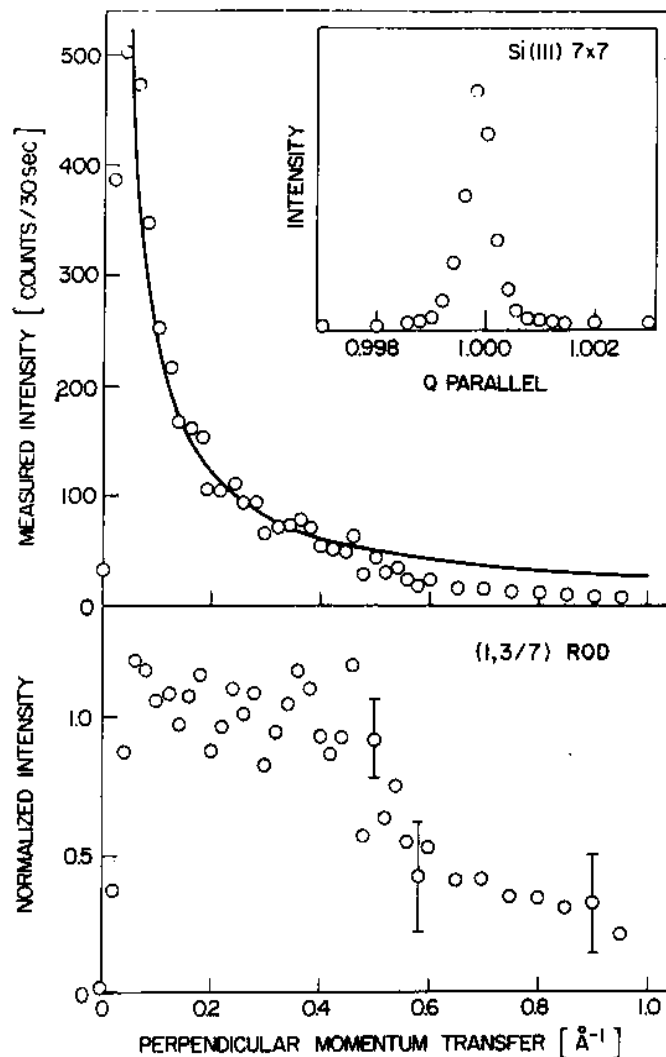 500
400
300
200
100
0
MEASURED INTENSITY [COUNTS/30sec]
Si(III) 7x7
INTENSITY
0.998 1.000 1.002
Q PARALLEL
(1,3/7) ROD
1.0
0.5
0
NORMALIZED INTENSITY
0 0.2 0.4 0.6 0.8 1.0
PERPENDICULAR MOMENTUM TRANSFER [Å⁻¹]